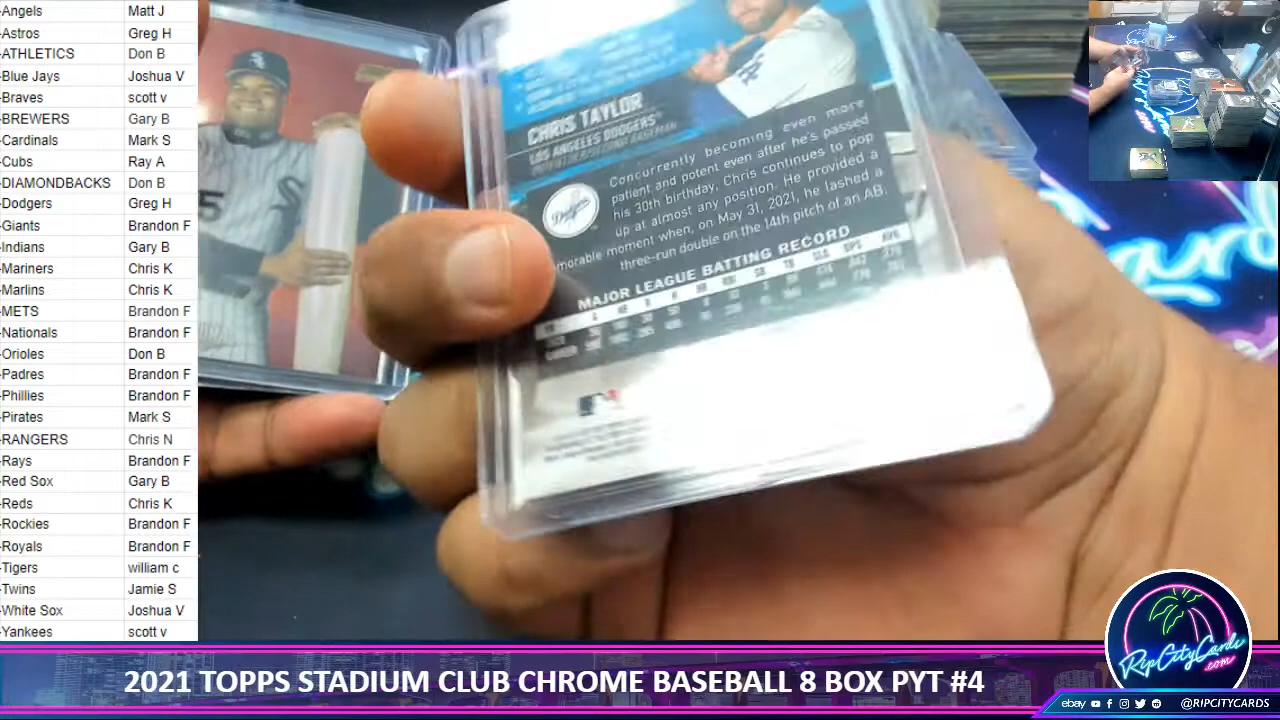 -Angels Matt J
-Astros Greg H
-ATHLETICS Don B
-Blue Jays Joshua V
-Braves scott v
-BREWERS Gary B
-Cardinals Mark S
-Cubs Ray A
-DIAMONDBACKS Don B
-Dodgers Greg H
-Giants Brandon F
-Indians Gary B
-Mariners Chris K
-Marlins Chris K
-METS Brandon F
-Nationals Brandon F
-Orioles Don B
-Padres Brandon F
-Phillies Brandon F
-Pirates Mark S
-RANGERS Chris N
-Rays Brandon F
-Red Sox Gary B
-Reds Chris K
-Rockies Brandon F
-Royals Brandon F
-Tigers william c
-Twins Jamie S
-White Sox Joshua V
-Yankees scott v
CHRIS TAYLOR
LOS ANGELES DODGERS
Concurrently becoming even more
patient and potent even after he's passed
his 30th birthday, Chris continues to pop
up at almost any position. He provided a
morable moment when, on May 31, 2021, he lashed a
three-run double on the 14th pitch of an AB.
MAJOR LEAGUE BATTING RECORD
Dodgers
RipCityCards
.com
2021 TOPPS STADIUM CLUB CHROME BASEBALL 8 BOX PYT #4
ebay @RIPCITYCARDS